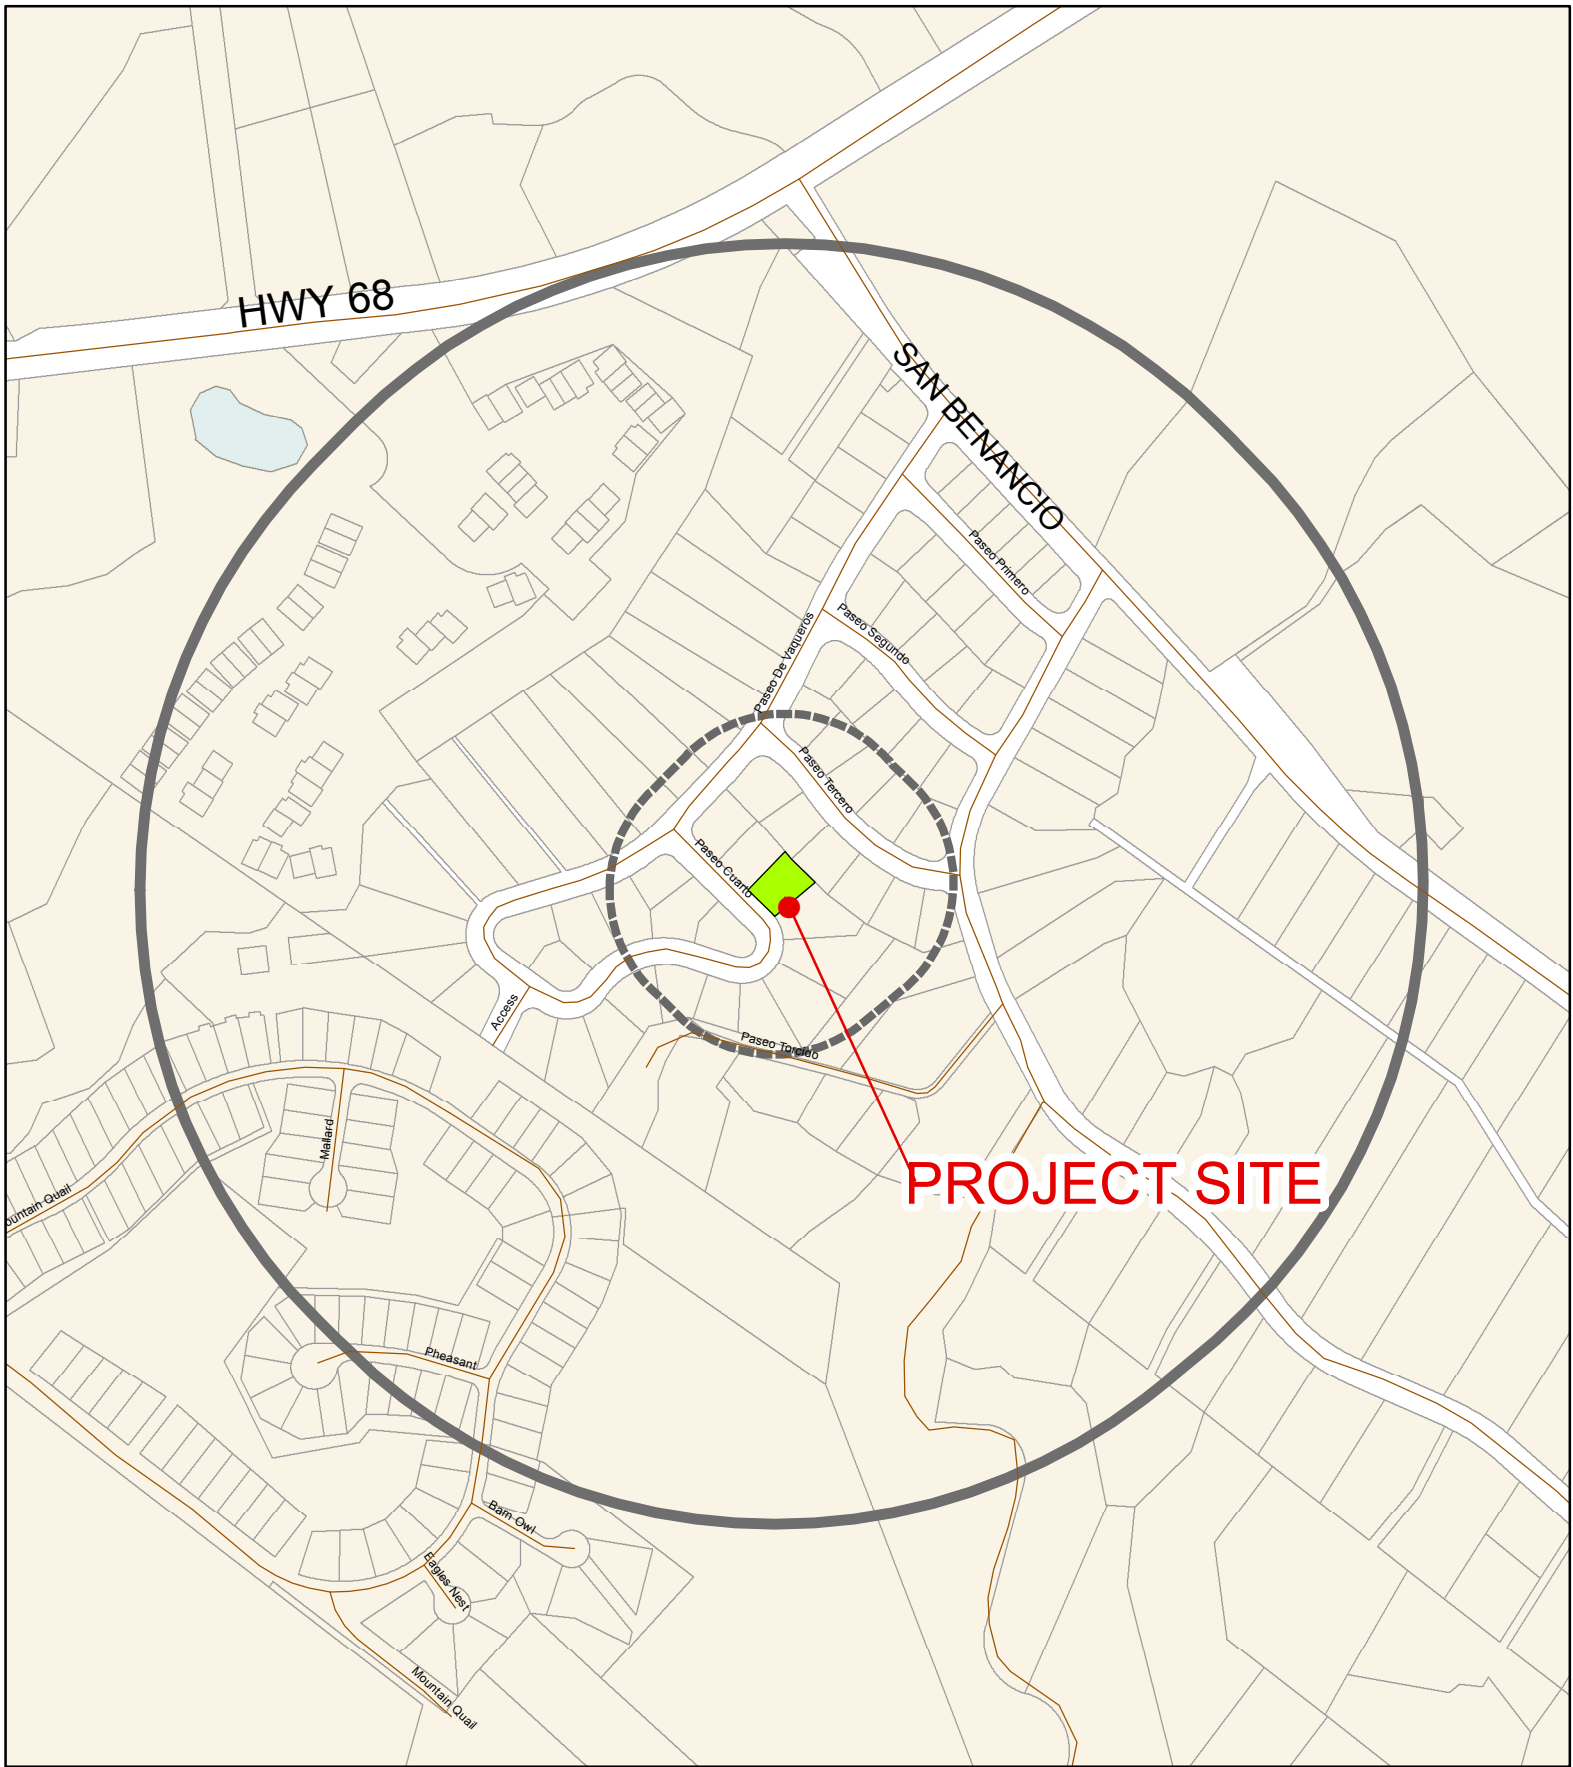 HWY 68
SAN BENANCIO
Paseo Primero
Paseo Segundo
Paseo De Vaqueros
Paseo Tercero
Paseo Cuarto
Access
Paseo Torcido
Mallard
PROJECT SITE
ountain Quail
Pheasant
Barn Owl
Eagles Nest
Mountain Quail